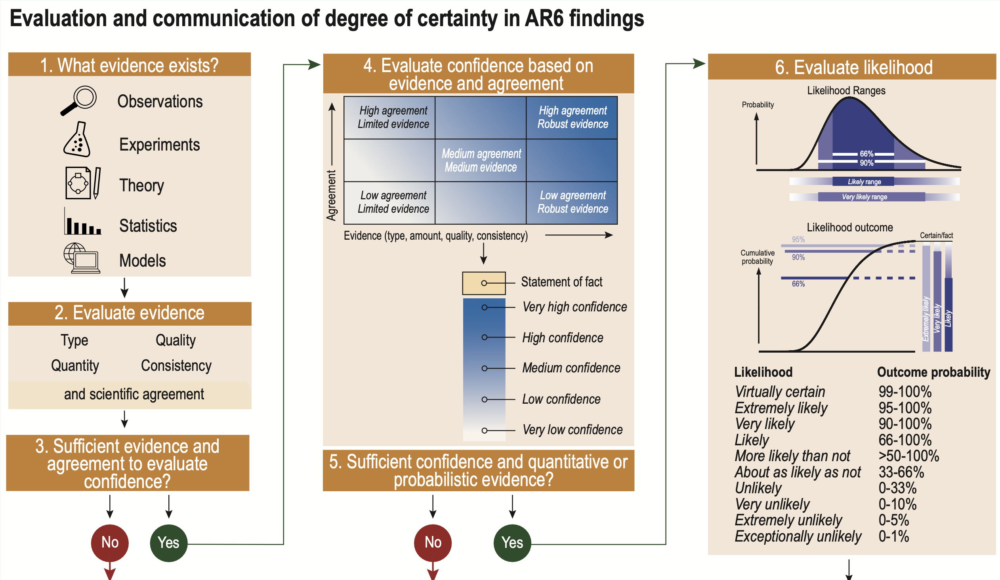 Evaluation and communication of degree of certainty in AR6 findings
1. What evidence exists?
Observations
Experiments
Theory
Statistics
Models
2. Evaluate evidence
Type
Quality
Quantity
Consistency
and scientific agreement
3. Sufficient evidence and
agreement to evaluate
confidence?
No
Yes
4. Evaluate confidence based on
evidence and agreement
Agreement
High agreement
Limited evidence
High agreement
Robust evidence
Medium agreement
Medium evidence
Low agreement
Limited evidence
Low agreement
Robust evidence
Evidence (type, amount, quality, consistency)
Statement of fact
Very high confidence
High confidence
Medium confidence
Low confidence
Very low confidence
5. Sufficient confidence and quantitative or
probabilistic evidence?
No
Yes
6. Evaluate likelihood
Likelihood Ranges
Probability
66%
90%
Likely range
Very likely range
Likelihood outcome
Certain/fact
95%
Cumulative
probability
90%
66%
Extremely likely
Very likely
Likely
Likelihood Outcome probability
Virtually certain 99-100%
Extremely likely 95-100%
Very likely 90-100%
Likely 66-100%
More likely than not >50-100%
About as likely as not 33-66%
Unlikely 0-33%
Very unlikely 0-10%
Extremely unlikely 0-5%
Exceptionally unlikely 0-1%